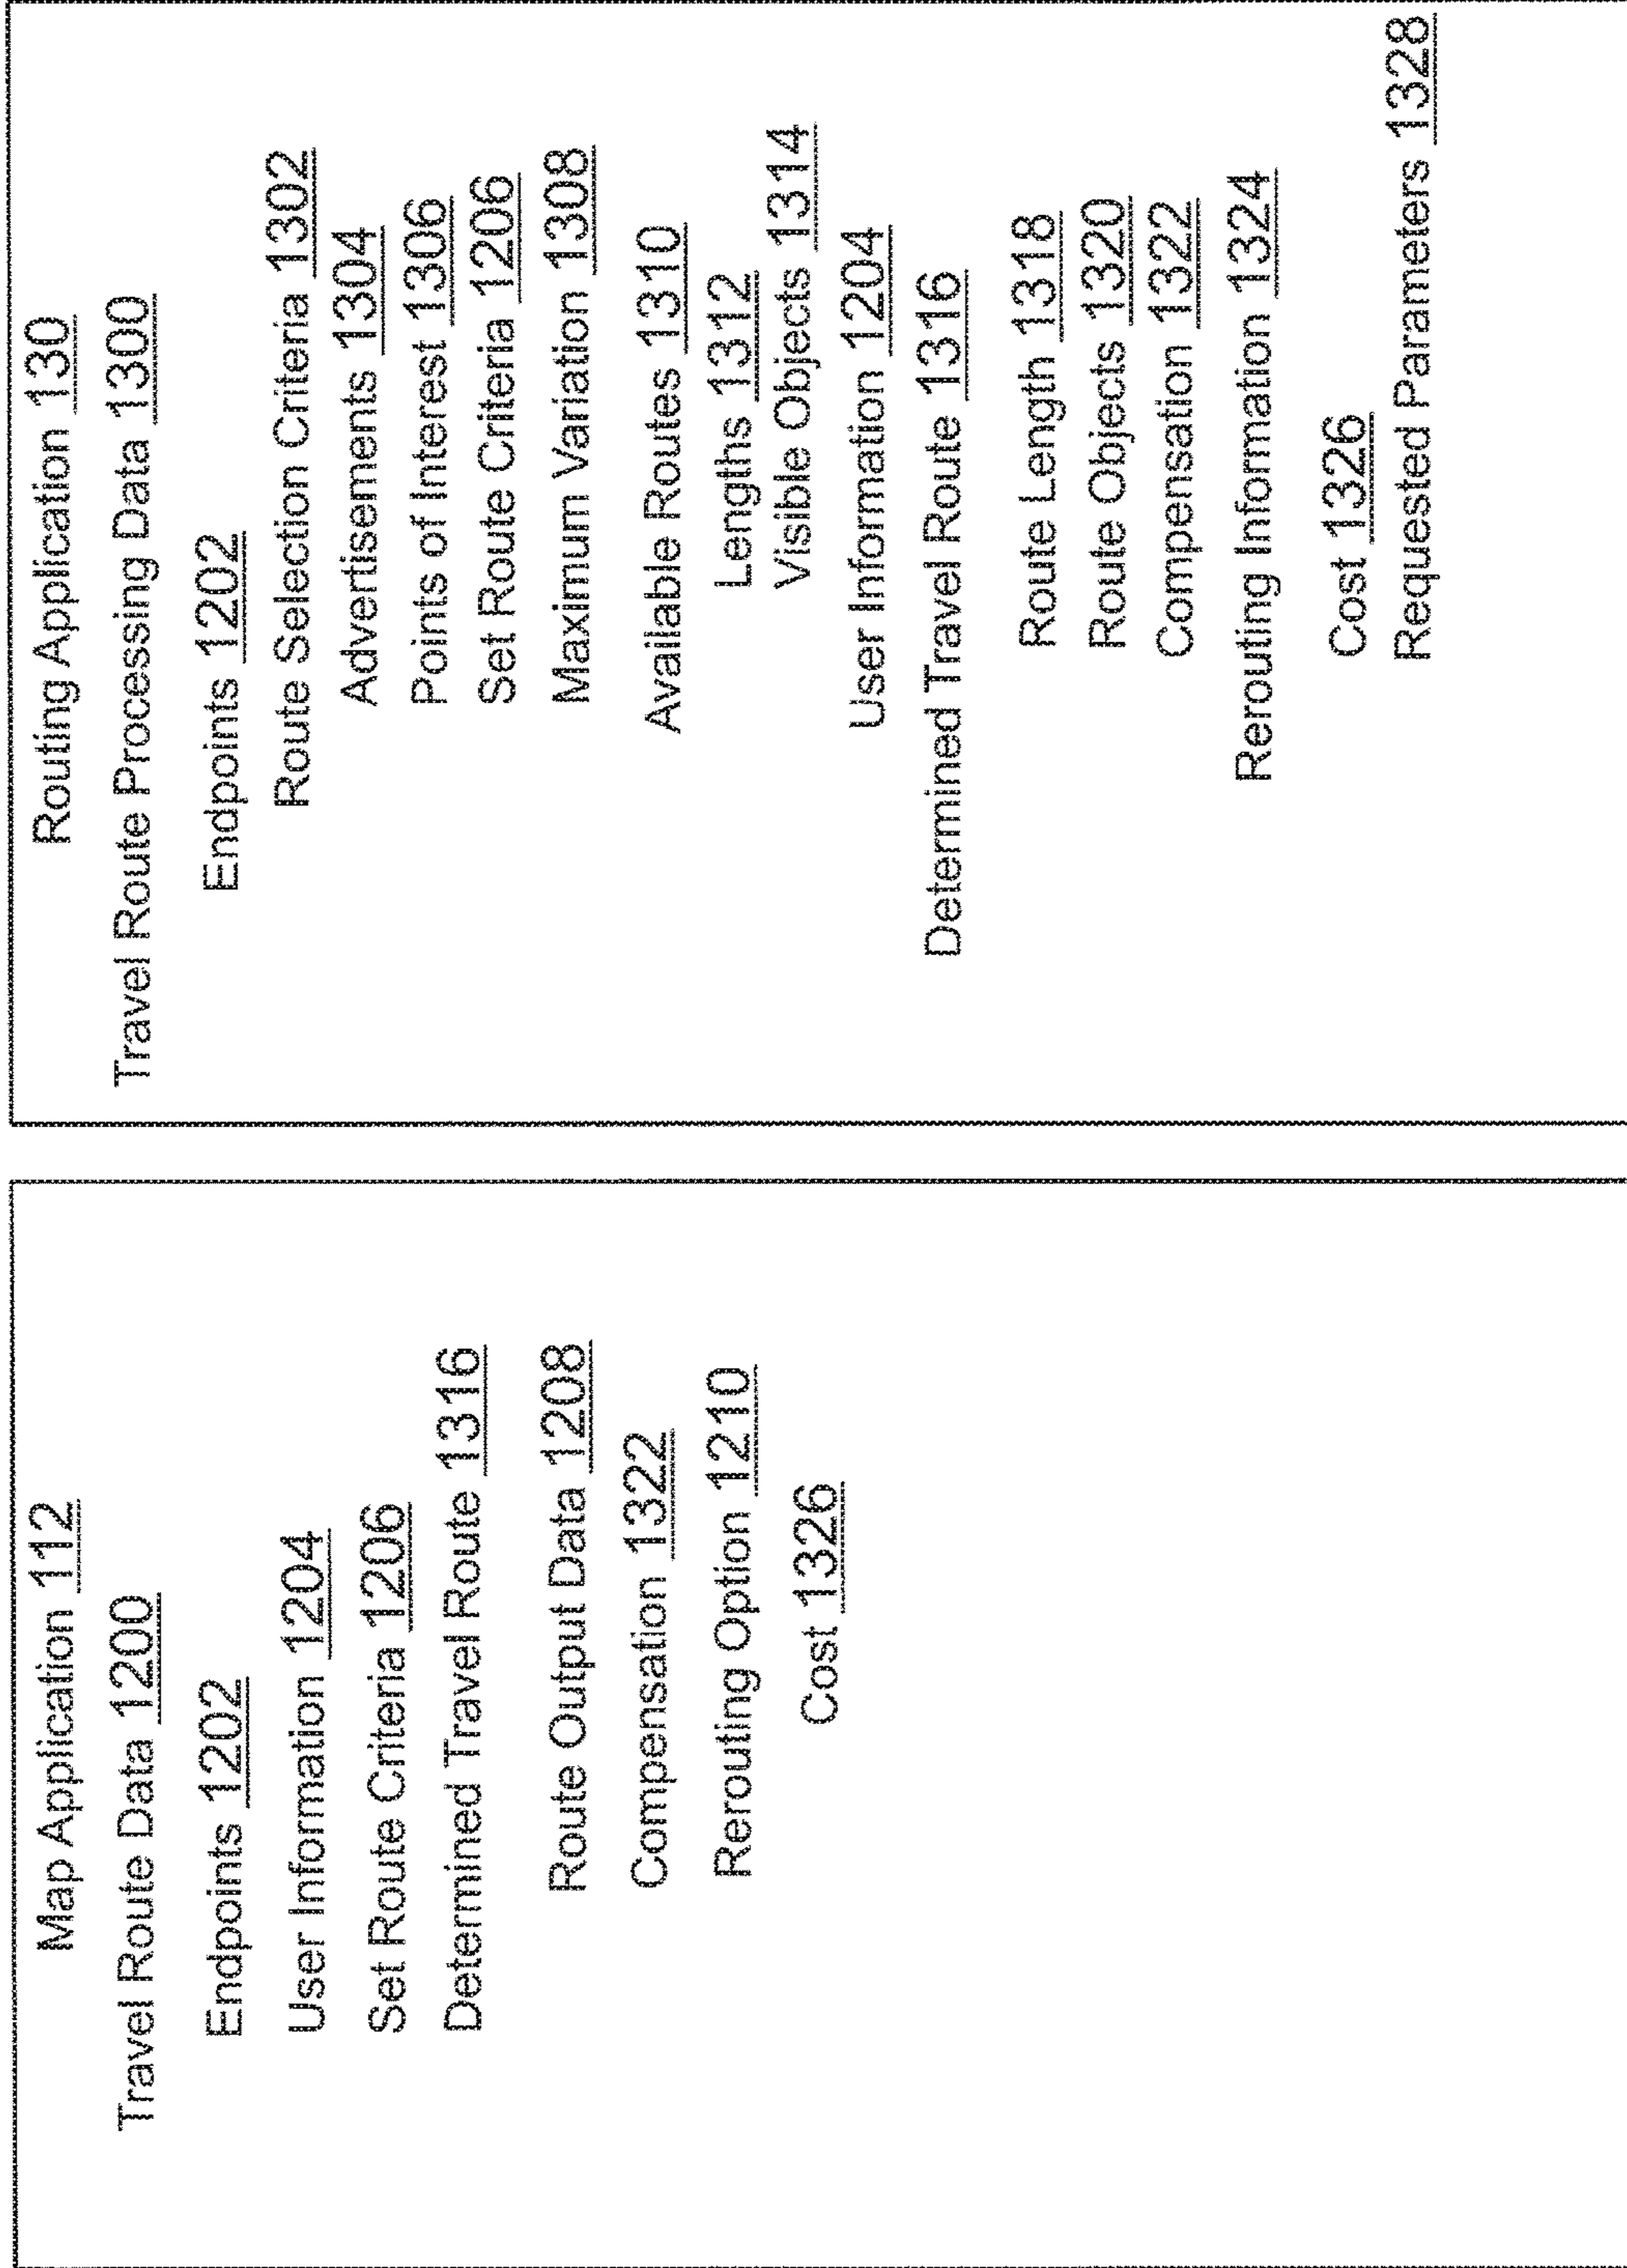 Map Application 112
Travel Route Data 1200
Endpoints 1202
User Information 1204
Set Route Criteria 1206
Determined Travel Route 1316
Route Output Data 1208
Compensation 1322
Rerouting Option 1210
Cost 1326
Routing Application 130
Travel Route Processing Data 1300
Endpoints 1202
Route Selection Criteria 1302
Advertisements 1304
Points of Interest 1306
Set Route Criteria 1206
Maximum Variation 1308
Available Routes 1310
Lengths 1312
Visible Objects 1314
User Information 1204
Determined Travel Route 1316
Route Length 1318
Route Objects 1320
Compensation 1322
Rerouting Information 1324
Cost 1326
Requested Parameters 1328